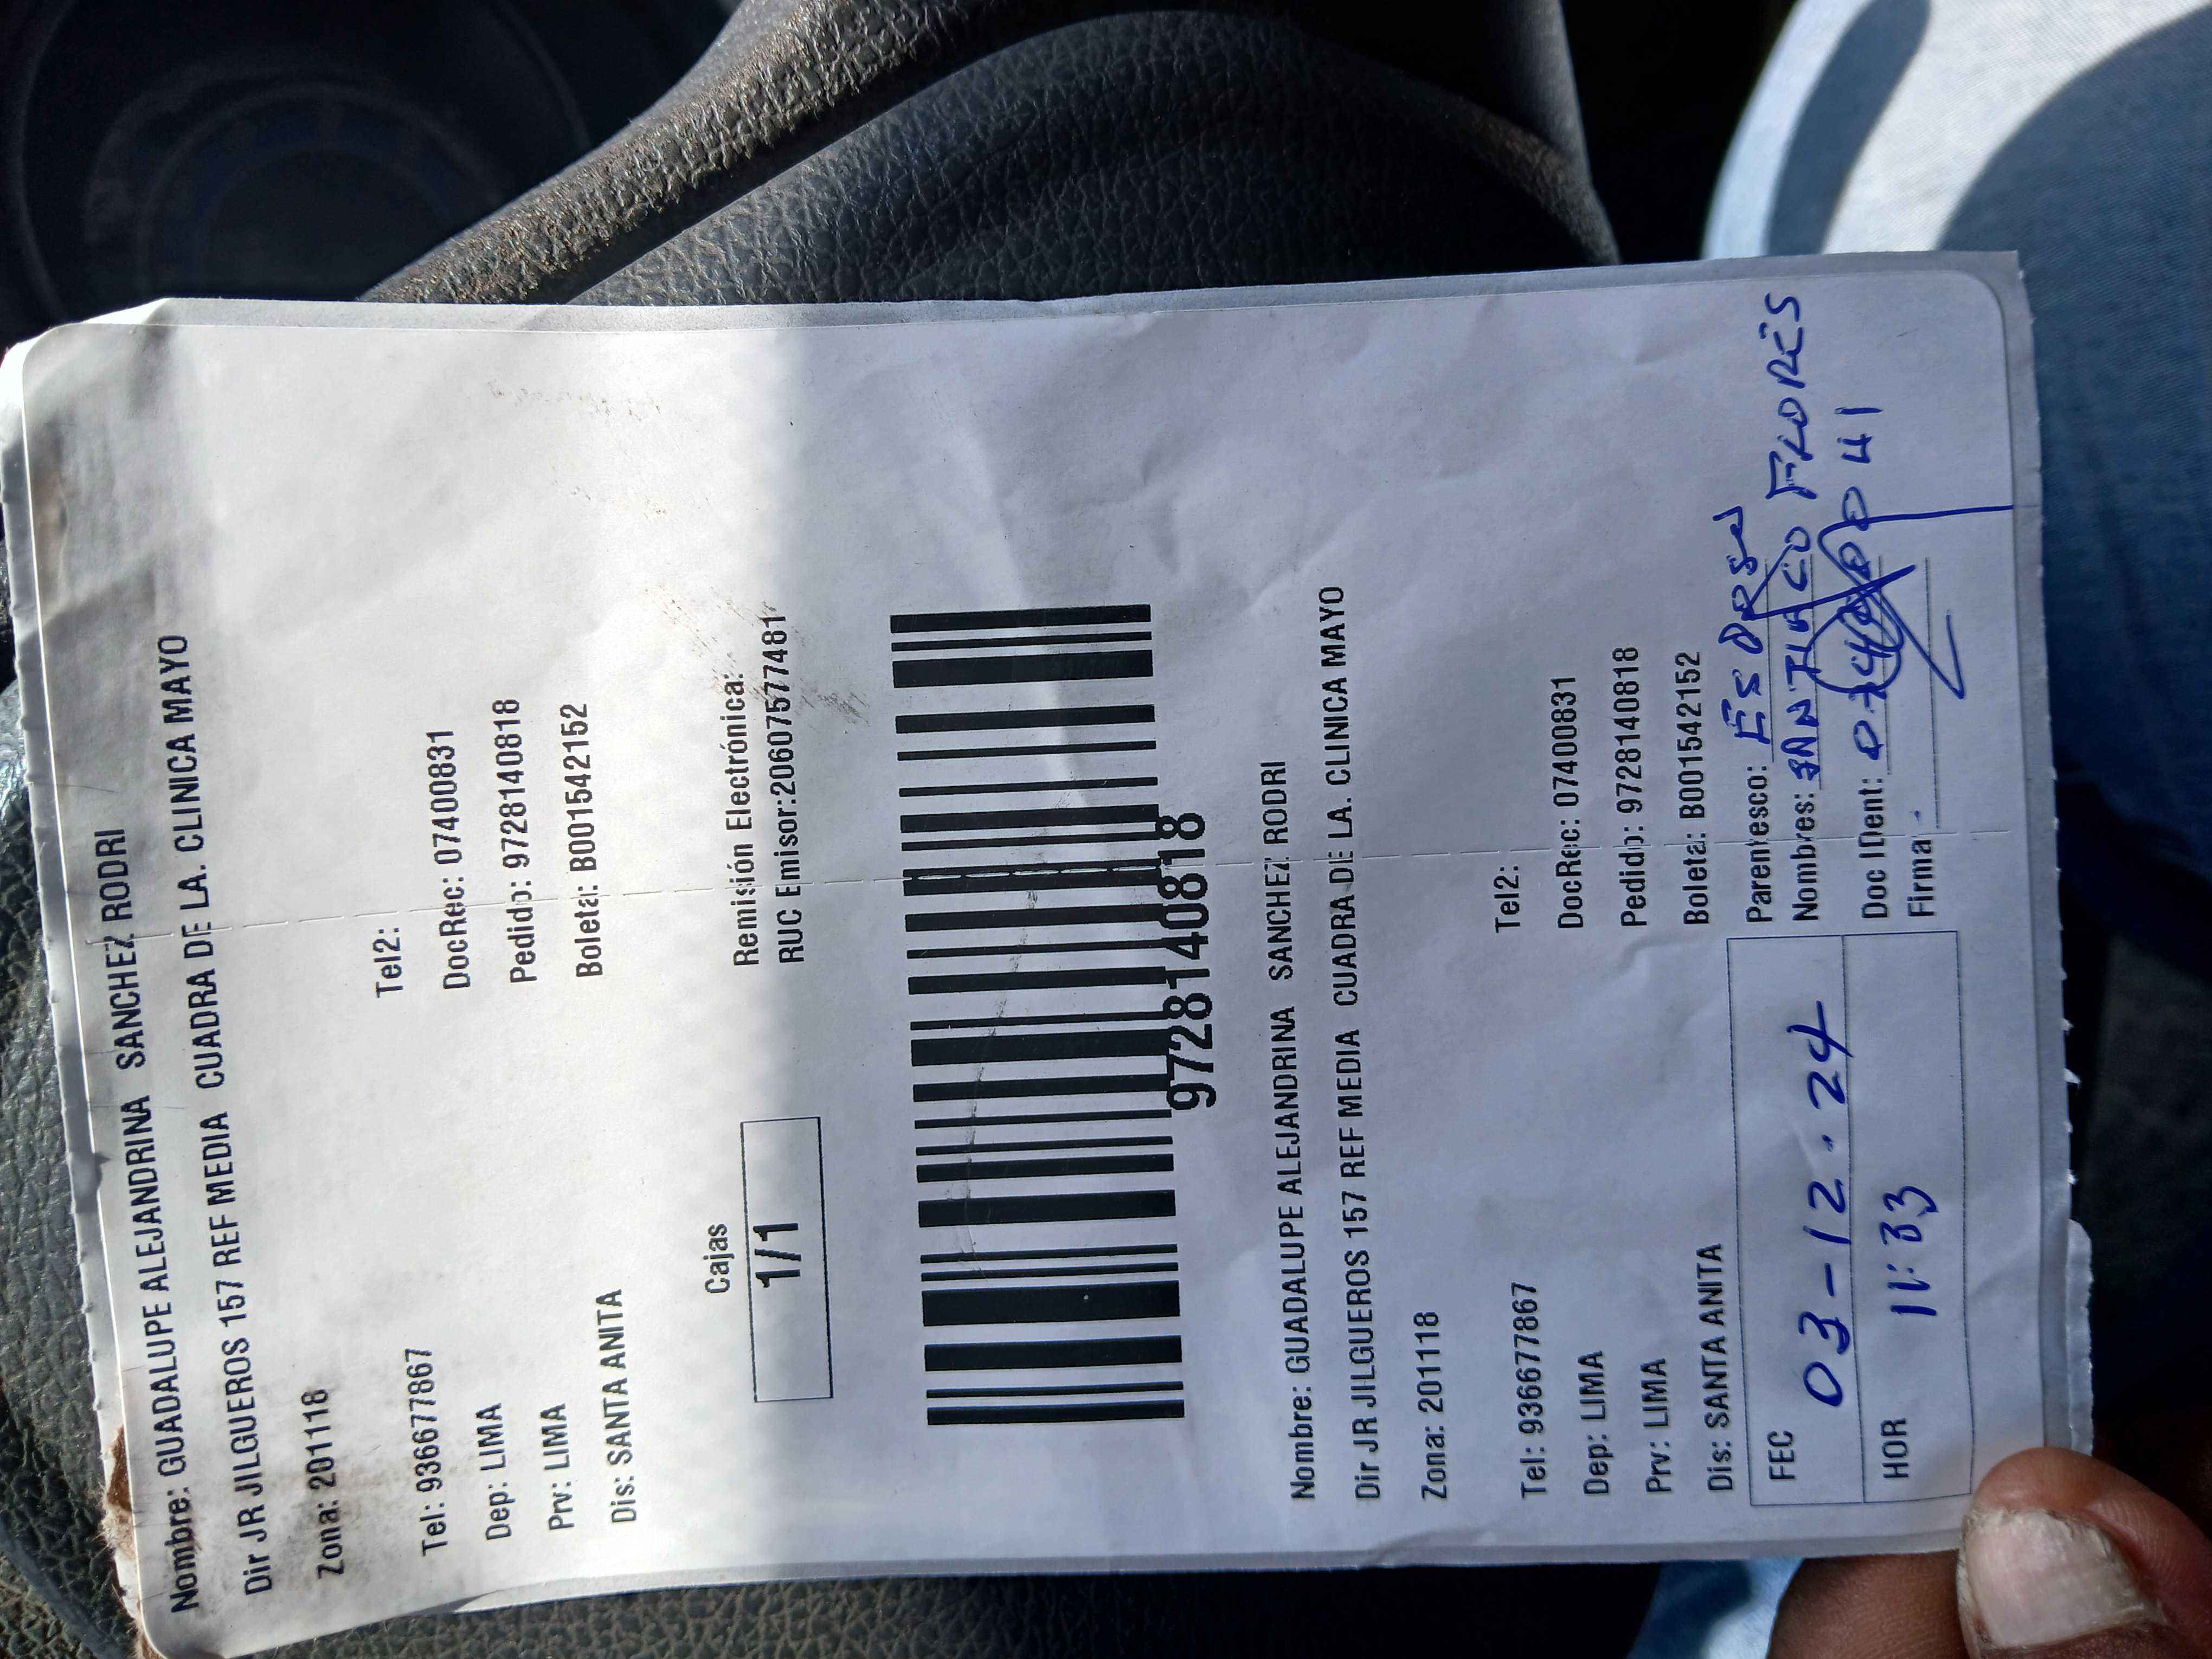 Nombre: GUADALUPE ALEJANDRINA SANCHEZ RODRI
Dir JR JILGUEROS 157 REF MEDIA CUADRA DE LA. CLINICA MAYO
Zona: 201118
Tel: 936677867 Tel2:
Dep: LIMA DocRec: 07400831
Prv: LIMA Pedido: 9728140818
Dis: SANTA ANITA Boleta: B001542152
Cajas Remisión Electrónica:
1/1 RUC Emisor:20607577481
9728140818
Nombre: GUADALUPE ALEJANDRINA SANCHEZ RODRI
Dir JR JILGUEROS 157 REF MEDIA CUADRA DE LA. CLINICA MAYO
Zona: 201118
Tel: 936677867 Tel2:
Dep: LIMA DocRec: 07400831
Prv: LIMA Pedido: 9728140818
Dis: SANTA ANITA Boleta: B001542152
FEC 03-12.24 Parentesco:
Nombres: SANTIAGO FLORES
HOR 11:33 Doc IDent:
Firma